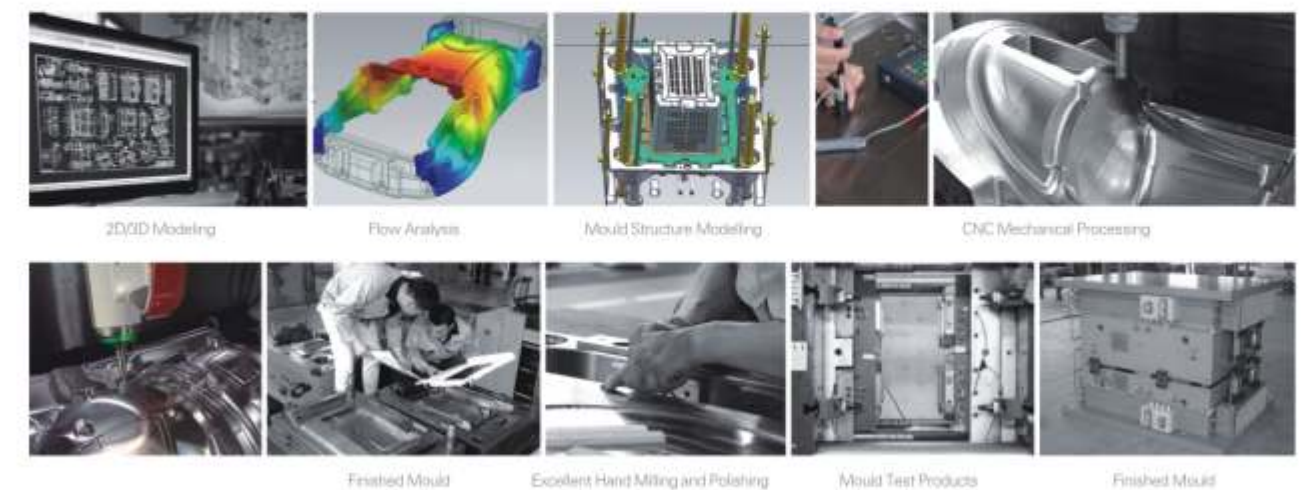 2D/3D Modeling
Flow Analysis
Mould Structure Modelling
CNC Mechanical Processing
Finished Mould
Excellent Hand Milling and Polishing
Mould Test Products
Finished Mould